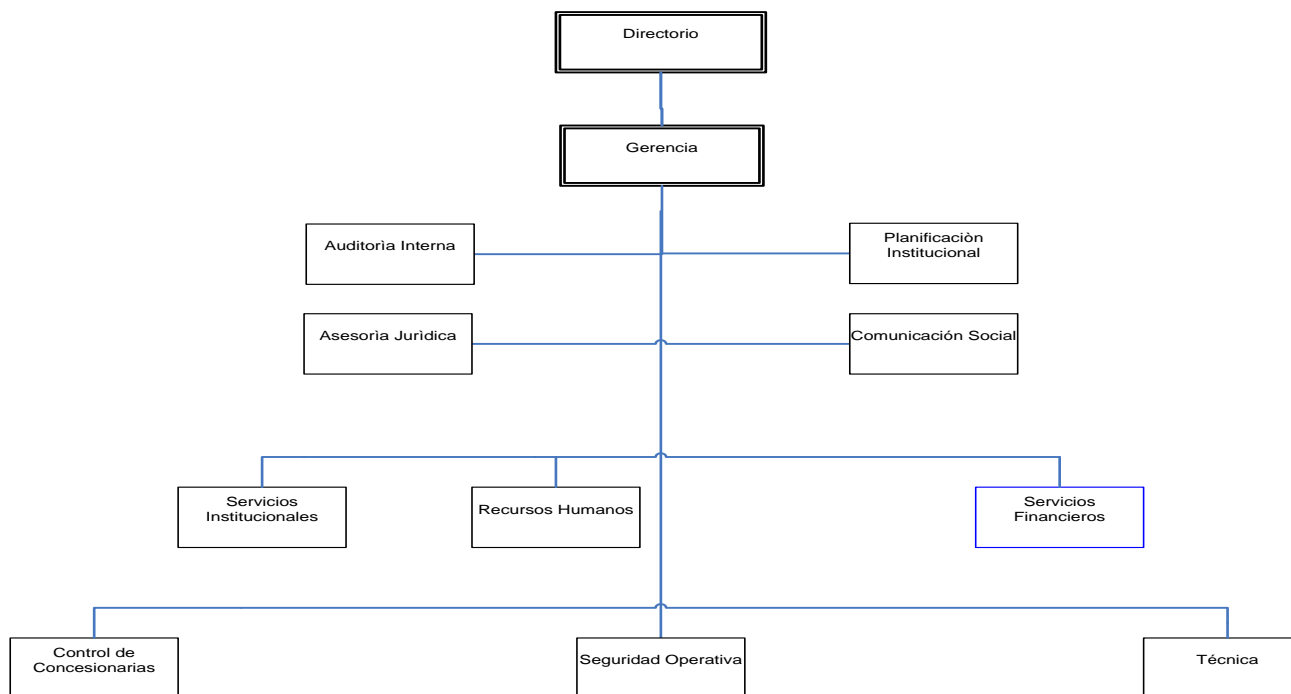 Directorio
Gerencia
Auditorìa Interna
Planificaciòn
Institucional
Asesorìa Jurìdica
Comunicación Social
Servicios
Institucionales
Recursos Humanos
Servicios
Financieros
Control de
Concesionarias
Seguridad Operativa
Técnica